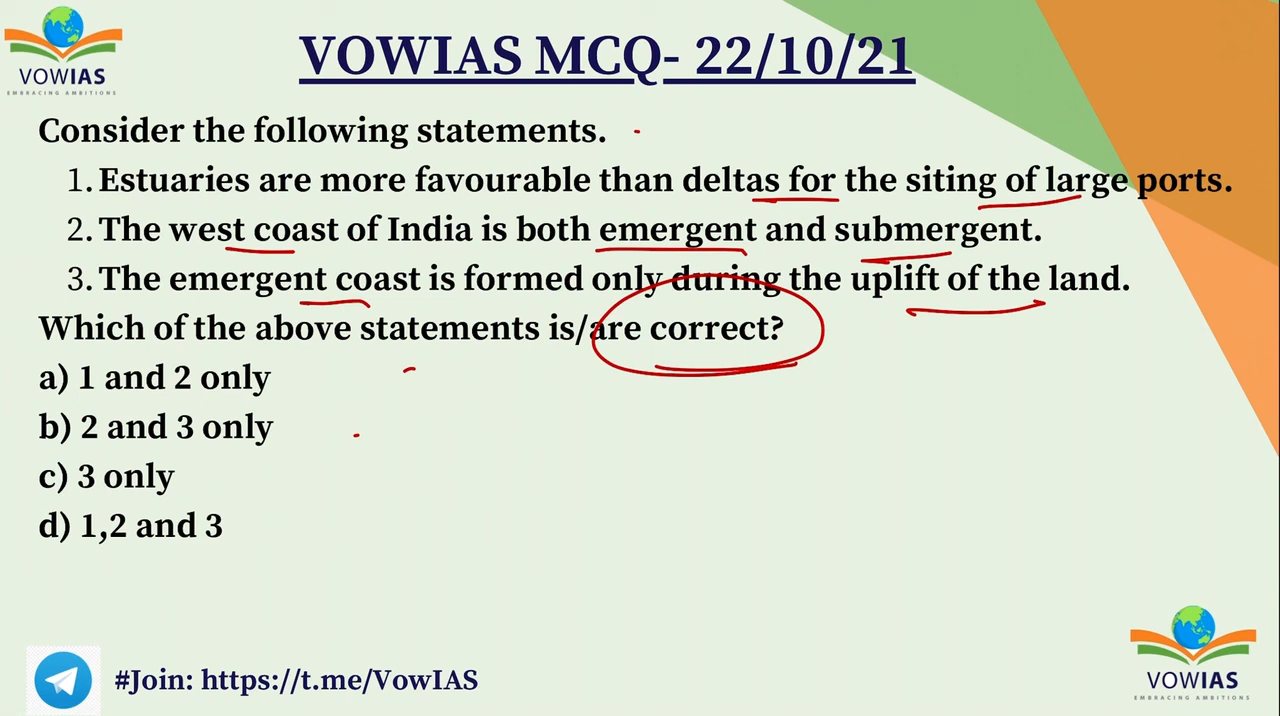 VOWIAS
EMBRACING AMBITIONS
VOWIAS MCQ- 22/10/21
Consider the following statements.
1. Estuaries are more favourable than deltas for the siting of large ports.
2. The west coast of India is both emergent and submergent.
3. The emergent coast is formed only during the uplift of the land.
Which of the above statements is/are correct?
a) 1 and 2 only
b) 2 and 3 only
c) 3 only
d) 1,2 and 3
#Join: https://t.me/VowIAS
VOWIAS
EMBRACING AMBITIONS